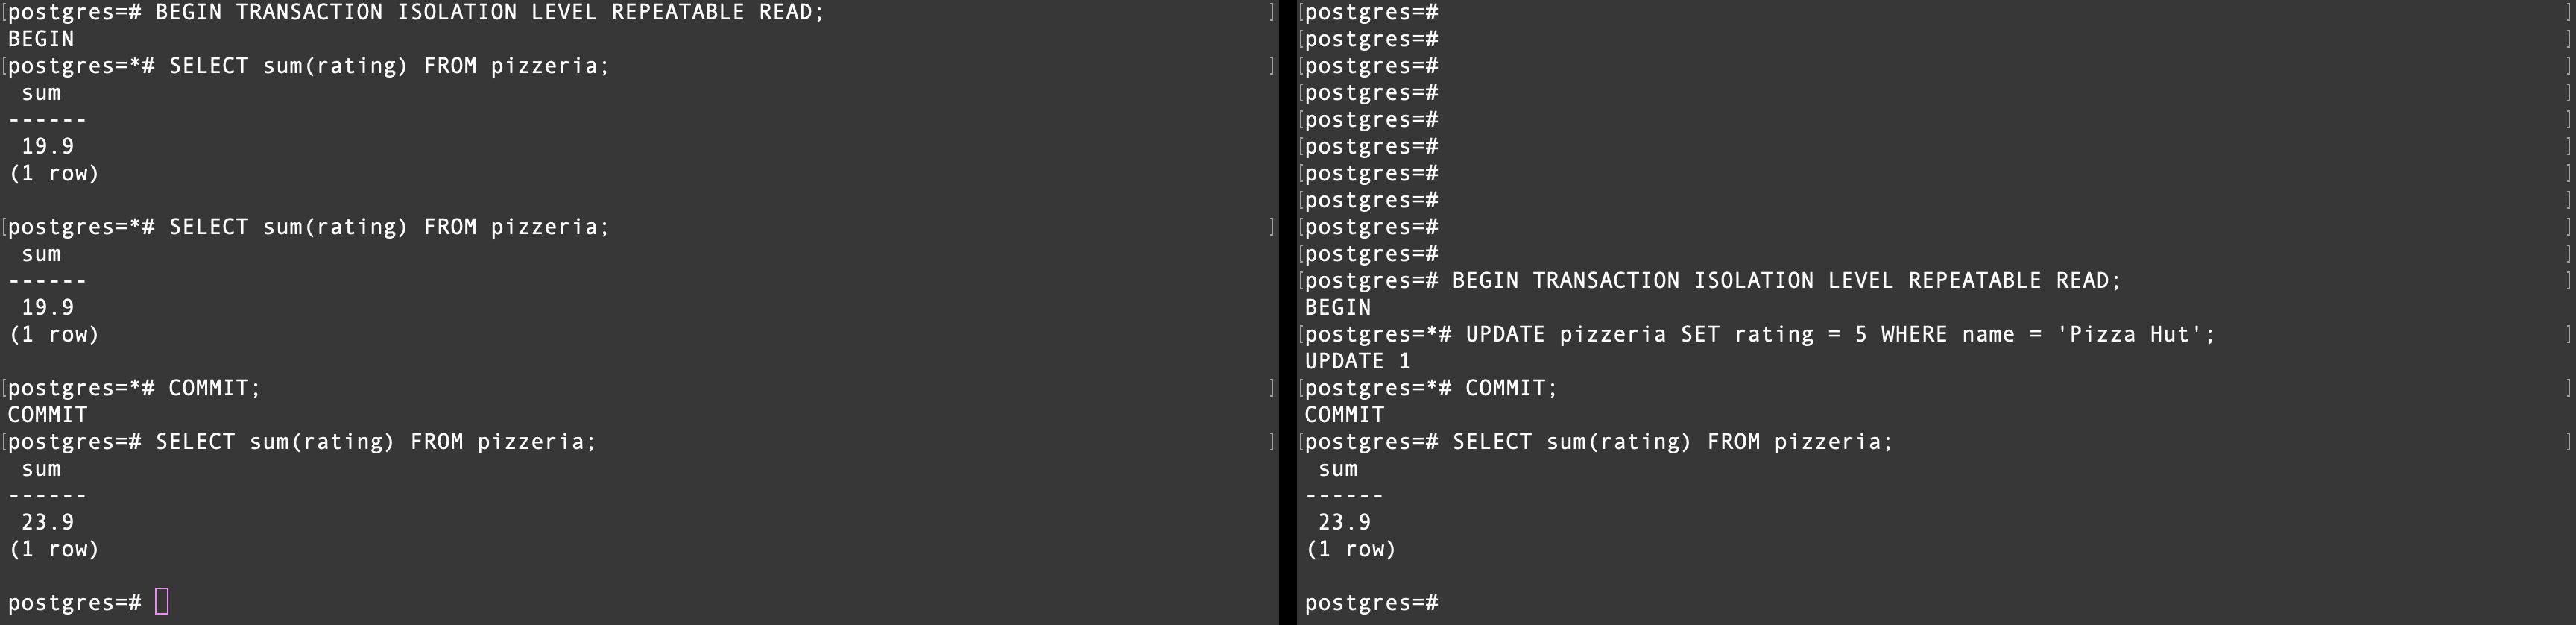 [postgres=# BEGIN TRANSACTION ISOLATION LEVEL REPEATABLE READ; ]
BEGIN
[postgres=*# SELECT sum(rating) FROM pizzeria; ]
sum
------
19.9
(1 row)
[postgres=*# SELECT sum(rating) FROM pizzeria; ]
sum
------
19.9
(1 row)
[postgres=*# COMMIT; ]
COMMIT
[postgres=# SELECT sum(rating) FROM pizzeria; ]
sum
------
23.9
(1 row)
postgres=#
[postgres=# ]
[postgres=# ]
[postgres=# ]
[postgres=# ]
[postgres=# ]
[postgres=# ]
[postgres=# ]
[postgres=# ]
[postgres=# ]
[postgres=# ]
[postgres=# BEGIN TRANSACTION ISOLATION LEVEL REPEATABLE READ; ]
BEGIN
[postgres=*# UPDATE pizzeria SET rating = 5 WHERE name = 'Pizza Hut'; ]
UPDATE 1
[postgres=*# COMMIT; ]
COMMIT
[postgres=# SELECT sum(rating) FROM pizzeria; ]
sum
------
23.9
(1 row)
postgres=#